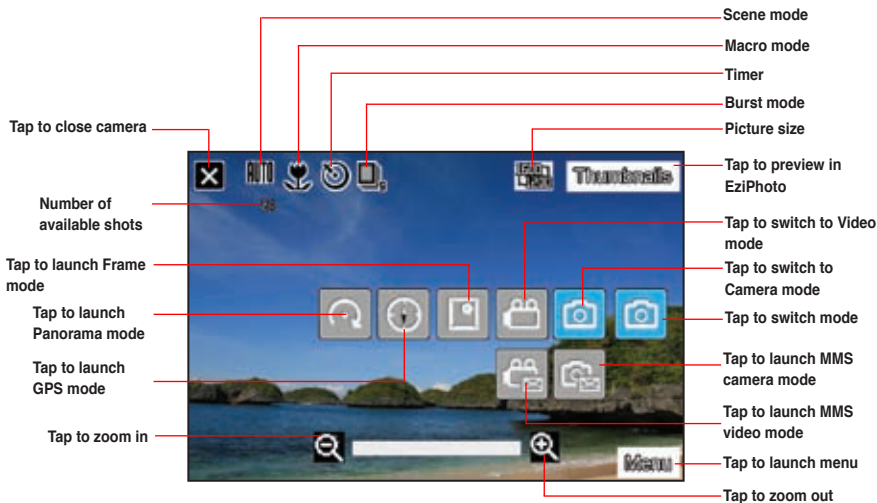 Scene mode
Macro mode
Timer
Burst mode
Picture size
Tap to close camera
AUTO
Thumbnails
Tap to preview in
EziPhoto
Number of
available shots
Tap to switch to Video
mode
Tap to launch Frame
mode
Tap to switch to
Camera mode
Tap to launch
Panorama mode
Tap to switch mode
Tap to launch
GPS mode
Tap to launch MMS
camera mode
Tap to launch MMS
video mode
Tap to zoom in
Menu
Tap to launch menu
Tap to zoom out